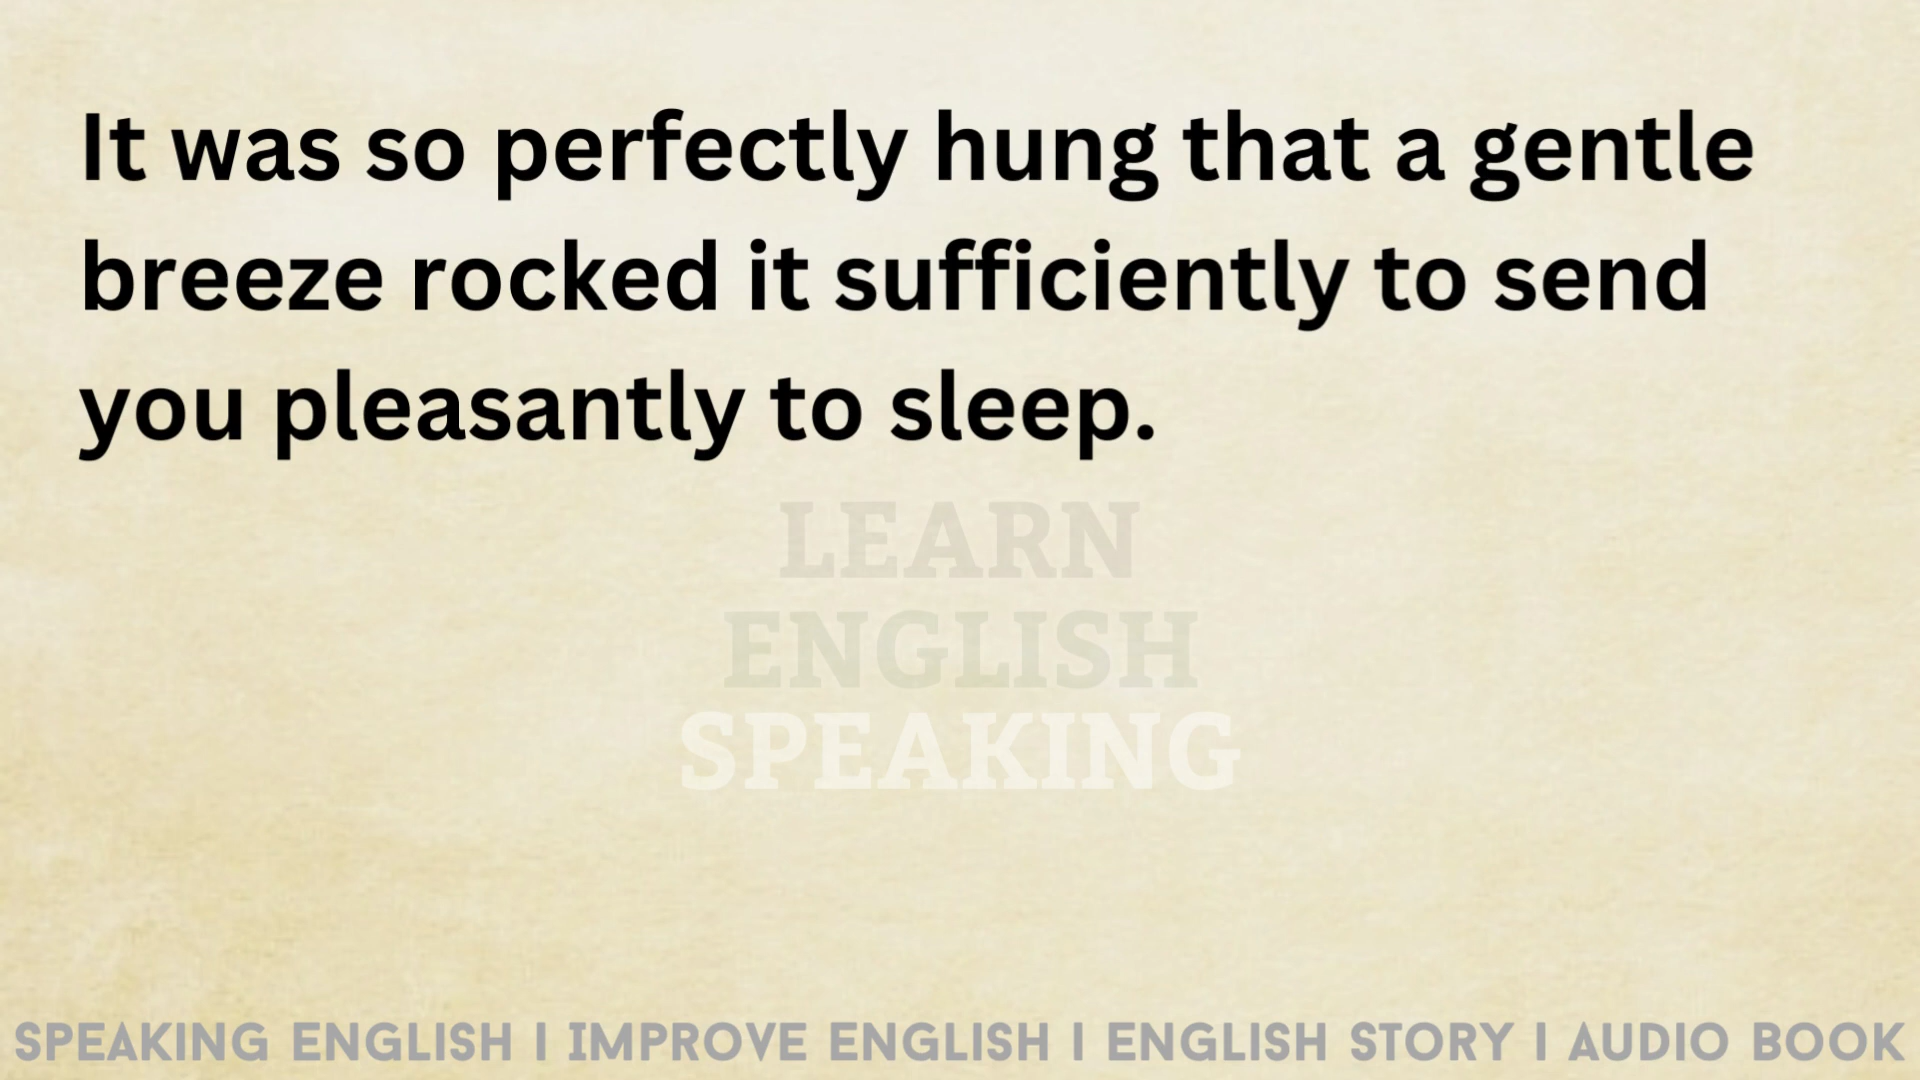 It was so perfectly hung that a gentle
breeze rocked it sufficiently to send
you pleasantly to sleep.
LEARN
ENGLISH
SPEAKING
SPEAKING ENGLISH | IMPROVE ENGLISH | ENGLISH STORY | AUDIO BOOK